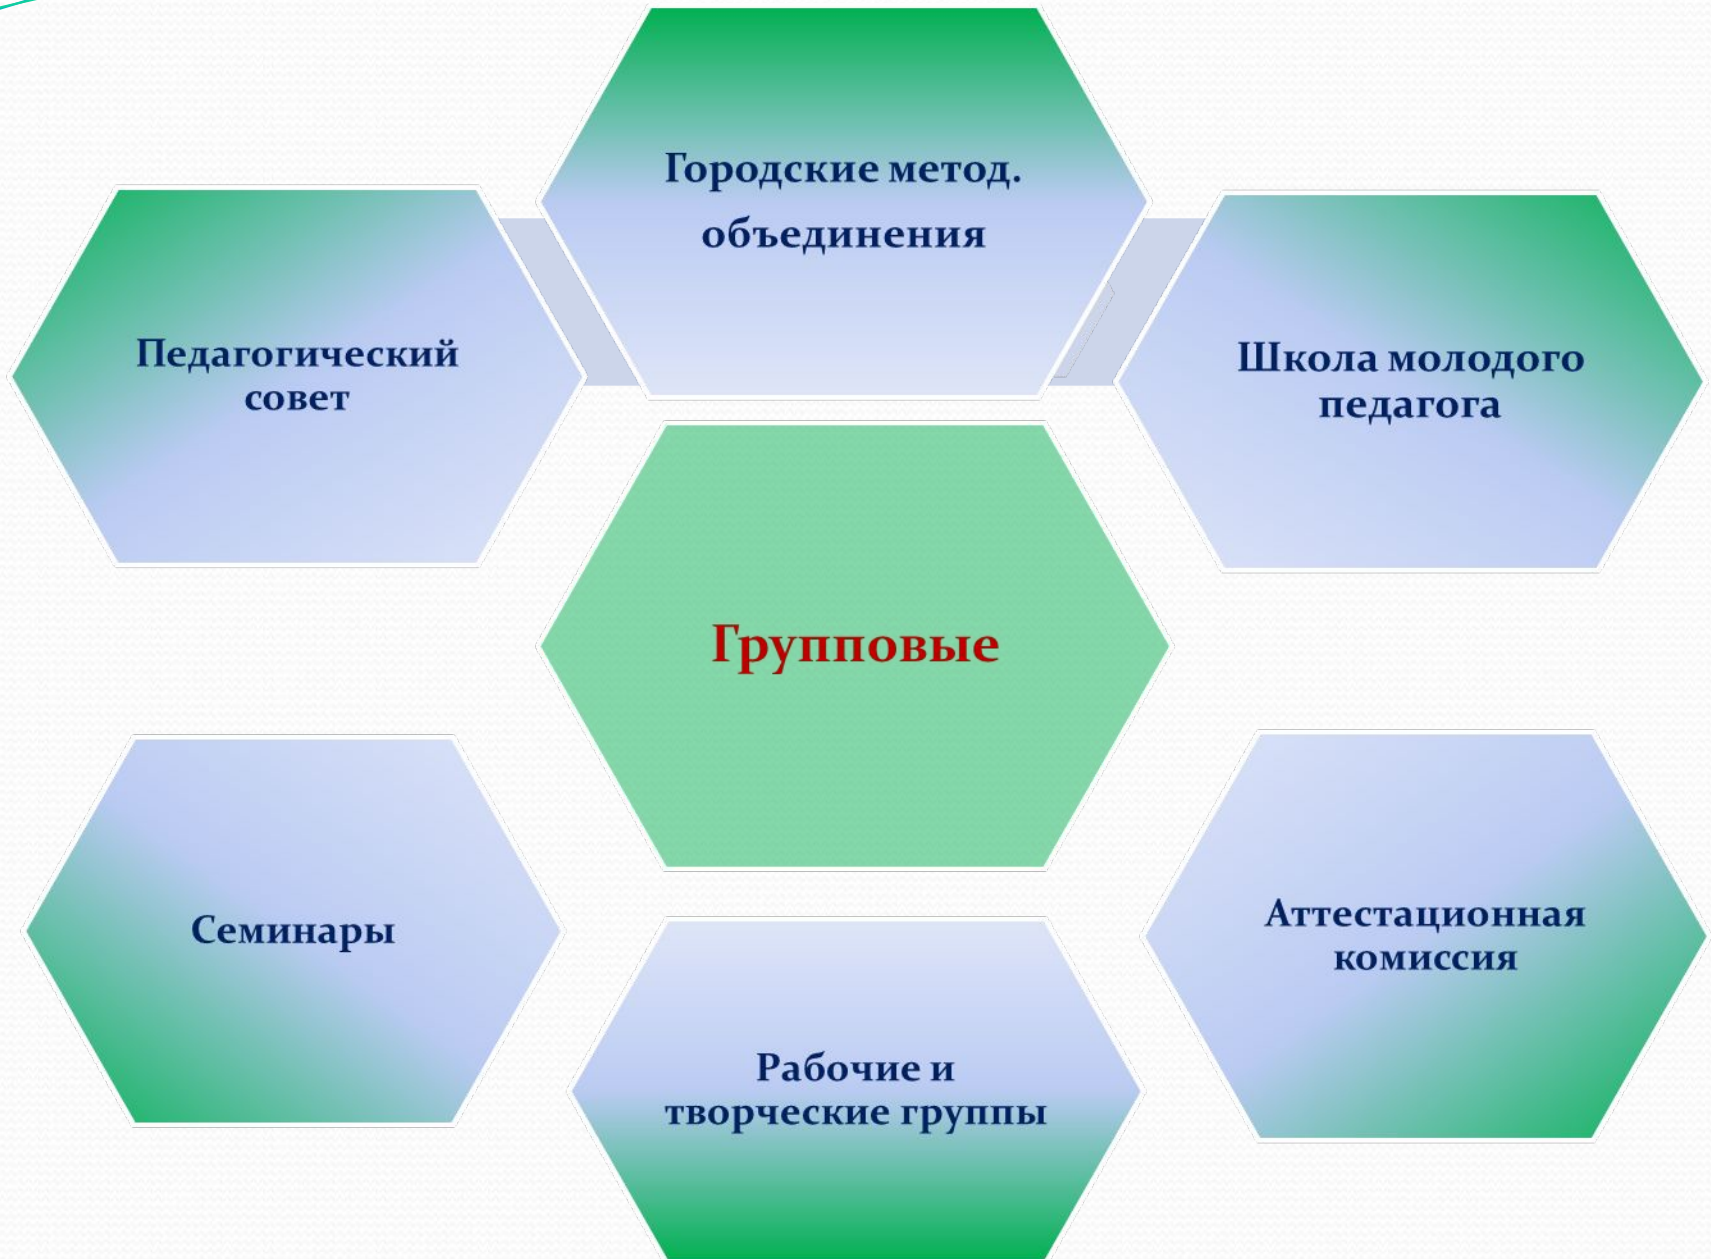 Городские метод.
объединения
Педагогический
совет
Школа молодого
педагога
Групповые
Семинары
Аттестационная
комиссия
Рабочие и
творческие группы